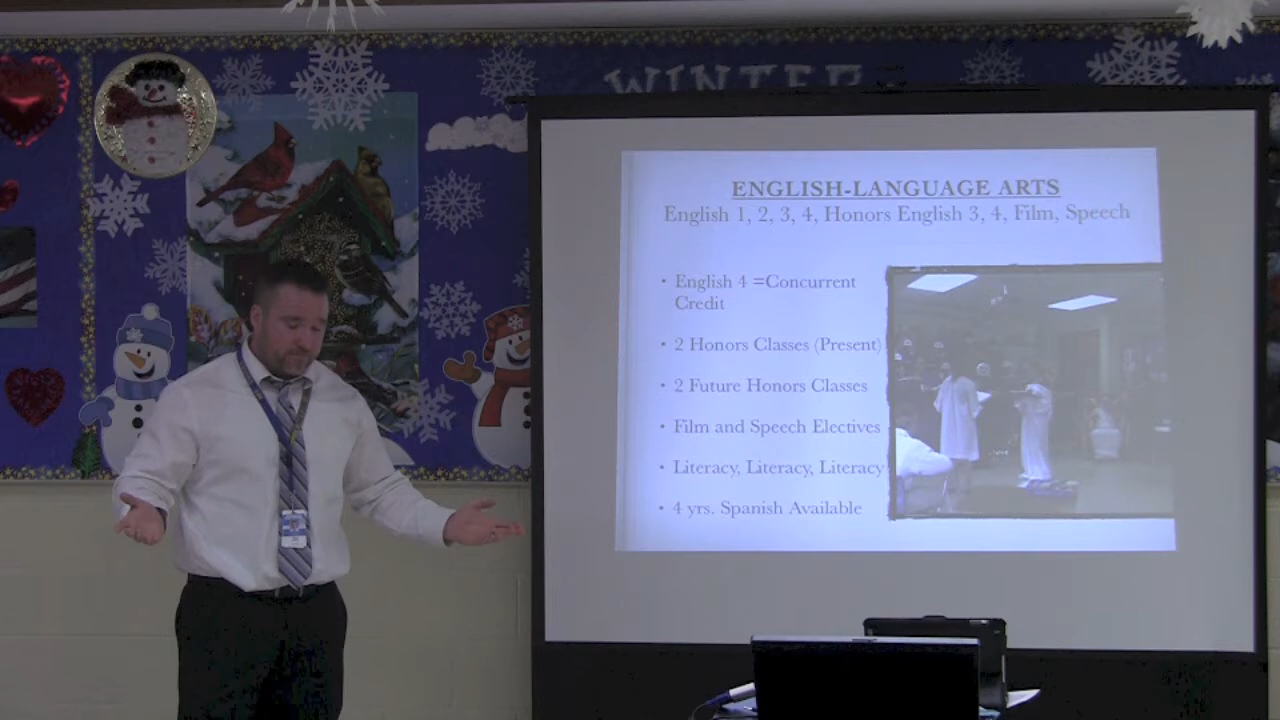 WINTER
ENGLISH-LANGUAGE ARTS
English 1, 2, 3, 4, Honors English 3, 4, Film, Speech
• English 4 =Concurrent
Credit
• 2 Honors Classes (Present)
• 2 Future Honors Classes
• Film and Speech Electives
• Literacy, Literacy, Literacy
• 4 yrs. Spanish Available